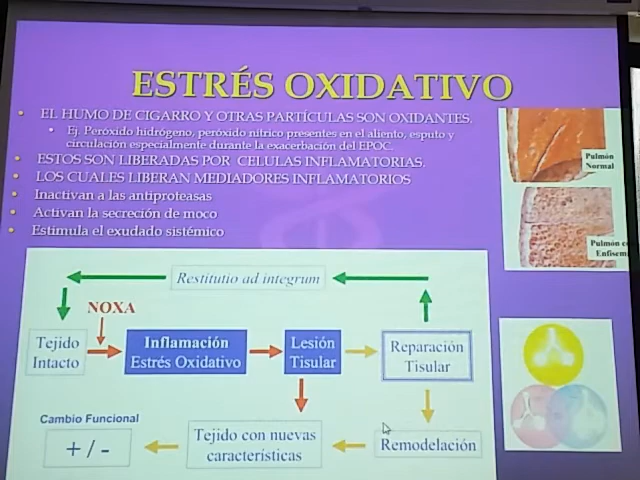 ESTRÉS OXIDATIVO
• EL HUMO DE CIGARRO Y OTRAS PARTÍCULAS SON OXIDANTES.
• Ej. Peróxido hidrógeno, peróxido nítrico presentes en el aliento, esputo y
circulación especialmente durante la exacerbación del EPOC.
• ESTOS SON LIBERADAS POR CELULAS INFLAMATORIAS.
• LOS CUALES LIBERAN MEDIADORES INFLAMATORIOS
• Inactivan a las antiproteasas
• Activan la secreción de moco
• Estimula el exudado sistémico
Pulmón
Normal
Pulmón c
Enfisem
Restitutio ad integrum
NOXA
Tejido
Intacto
Inflamación
Estrés Oxidativo
Lesión
Tisular
Reparación
Tisular
Cambio Funcional
+ / -
Tejido con nuevas
características
Remodelación